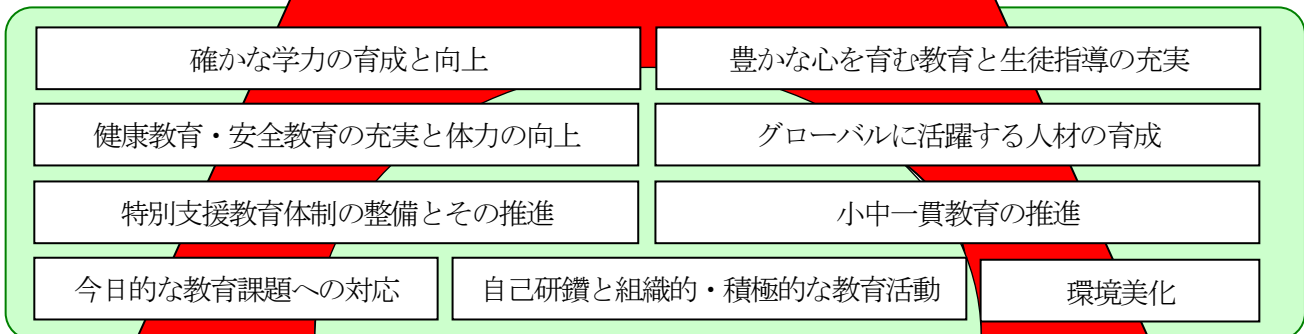 確かな学力の育成と向上
豊かな心を育む教育と生徒指導の充実
健康教育・安全教育の充実と体力の向上
グローバルに活躍する人材の育成
特別支援教育体制の整備とその推進
小中一貫教育の推進
今日的な教育課題への対応
自己研鑽と組織的・積極的な教育活動
環境美化